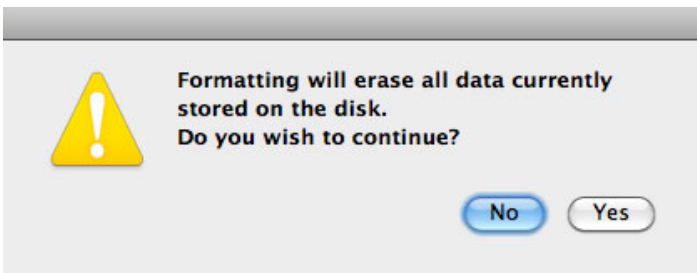 Formatting will erase all data currently
stored on the disk.
Do you wish to continue?
No Yes